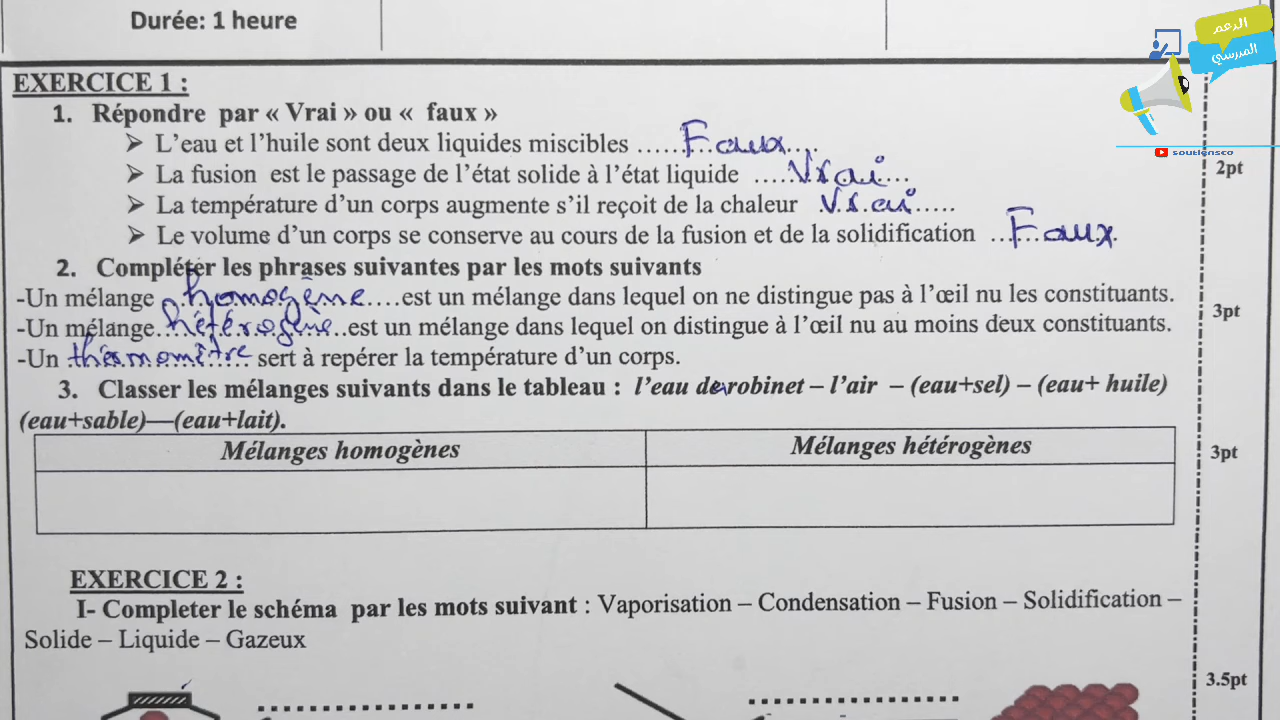 Durée: 1 heure
الدعم
المدرسي
soutiensco
EXERCICE 1 :
1. Répondre par « Vrai » ou « faux »
➢ L'eau et l'huile sont deux liquides miscibles ...... Faux ....
➢ La fusion est le passage de l'état solide à l'état liquide ..... Vrai ...
➢ La température d'un corps augmente s'il reçoit de la chaleur .Vrai.....
➢ Le volume d'un corps se conserve au cours de la fusion et de la solidification ... Faux.
2pt
2. Compléter les phrases suivantes par les mots suivants
-Un mélange homogène....est un mélange dans lequel on ne distingue pas à l'œil nu les constituants.
-Un mélange...hétérogène...est un mélange dans lequel on distingue à l'œil nu au moins deux constituants.
-Un thermomètre sert à repérer la température d'un corps.
3pt
3. Classer les mélanges suivants dans le tableau : l'eau de robinet – l'air – (eau+sel) – (eau+ huile)
(eau+sable)—(eau+lait).
Mélanges homogènes Mélanges hétérogènes
3pt
EXERCICE 2 :
I- Completer le schéma par les mots suivant : Vaporisation – Condensation – Fusion – Solidification –
Solide – Liquide – Gazeux
3.5pt